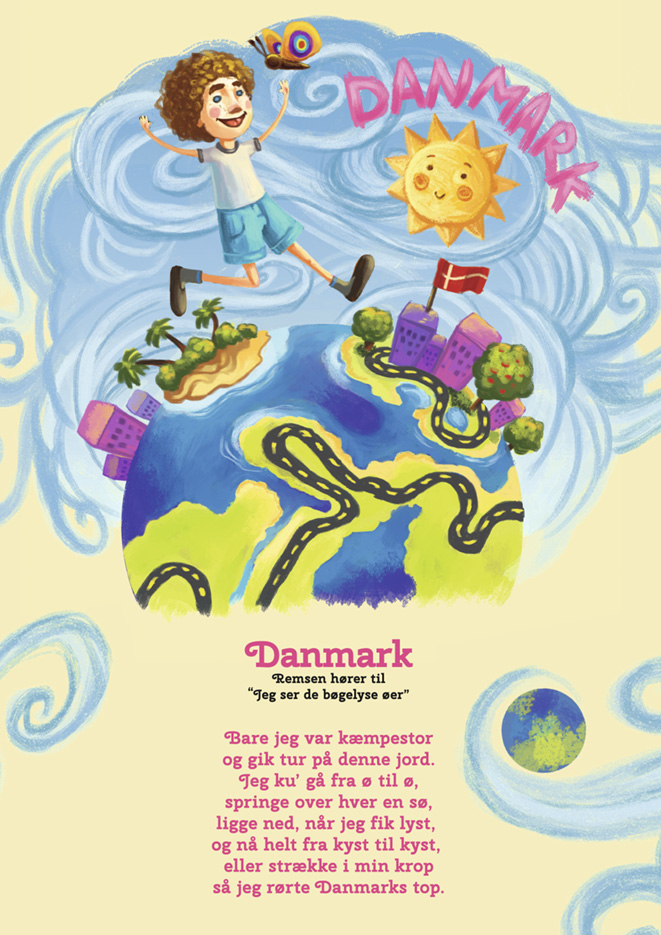 DANMARK
Danmark
Remsen hører til
“Jeg ser de bøgelyse øer”
Bare jeg var kæmpestor
og gik tur på denne jord.
Jeg ku’ gå fra ø til ø,
springe over hver en sø,
ligge ned, når jeg fik lyst,
og nå helt fra kyst til kyst,
eller strække i min krop
så jeg rørte Danmarks top.